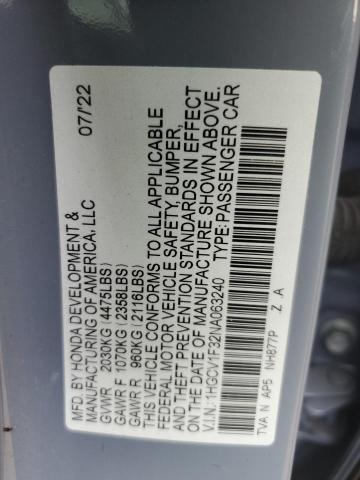 MFD. BY HONDA DEVELOPMENT &
MANUFACTURING OF AMERICA, LLC 07/22
GVWR 2030KG (4475LBS)
GAWR F 1070KG (2358LBS)
GAWR R 960KG (2116LBS)
THIS VEHICLE CONFORMS TO ALL APPLICABLE
FEDERAL MOTOR VEHICLE SAFETY, BUMPER,
AND THEFT PREVENTION STANDARDS IN EFFECT
ON THE DATE OF MANUFACTURE SHOWN ABOVE.
V.I.N.:1HGCV1F32NA063240 TYPE:PASSENGER CAR
TVA N AP5 NH877P Z A